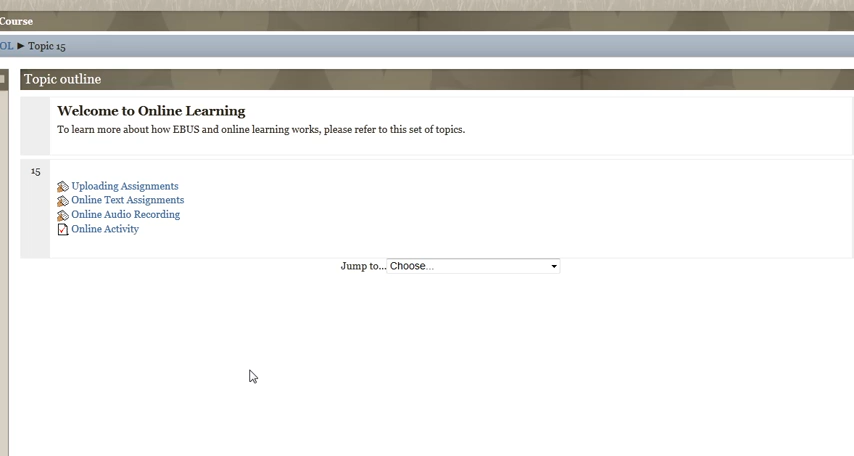 Course
OL ► Topic 15
Topic outline
Welcome to Online Learning
To learn more about how EBUS and online learning works, please refer to this set of topics.
15
Uploading Assignments
Online Text Assignments
Online Audio Recording
Online Activity
Jump to... Choose...